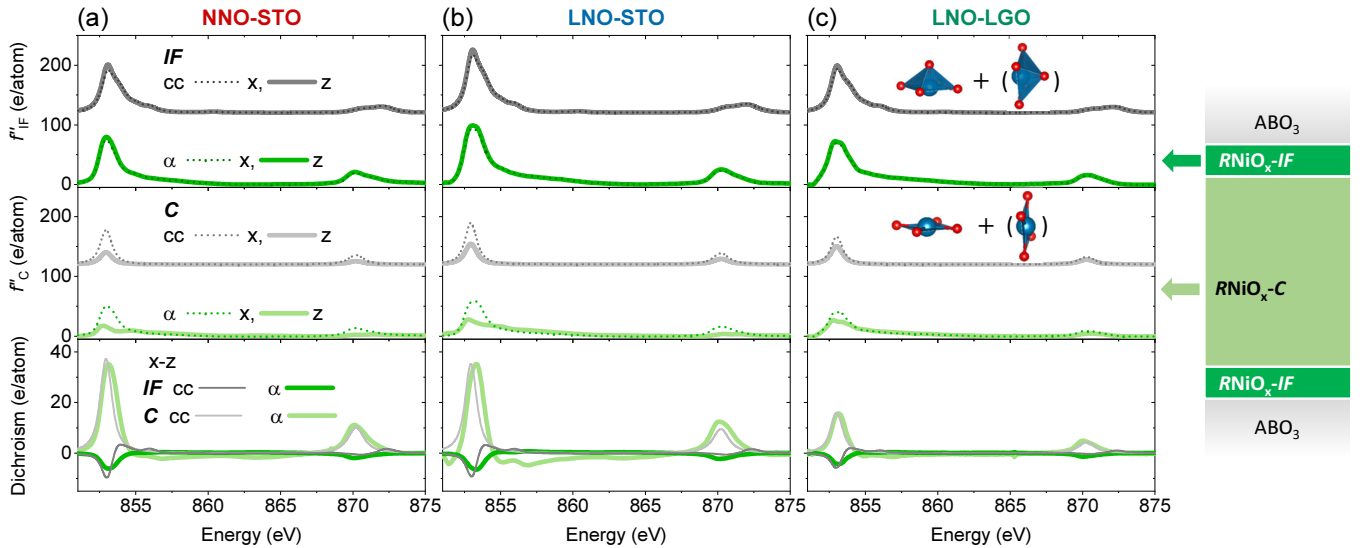 (a) NNO-STO
(b) LNO-STO
(c) LNO-LGO
f″IF (e/atom)
200
100
0
IF
cc x, z
α x, z
+ ( )
f″C (e/atom)
200
100
0
C
cc x, z
α x, z
+ ( )
Dichroism (e/atom)
40
20
0
x-z
IF cc α
C cc α
855 860 865 870 875
855 860 865 870 875
855 860 865 870 875
Energy (eV)
Energy (eV)
Energy (eV)
ABO₃
RNiOₓ-IF
RNiOₓ-C
RNiOₓ-IF
ABO₃